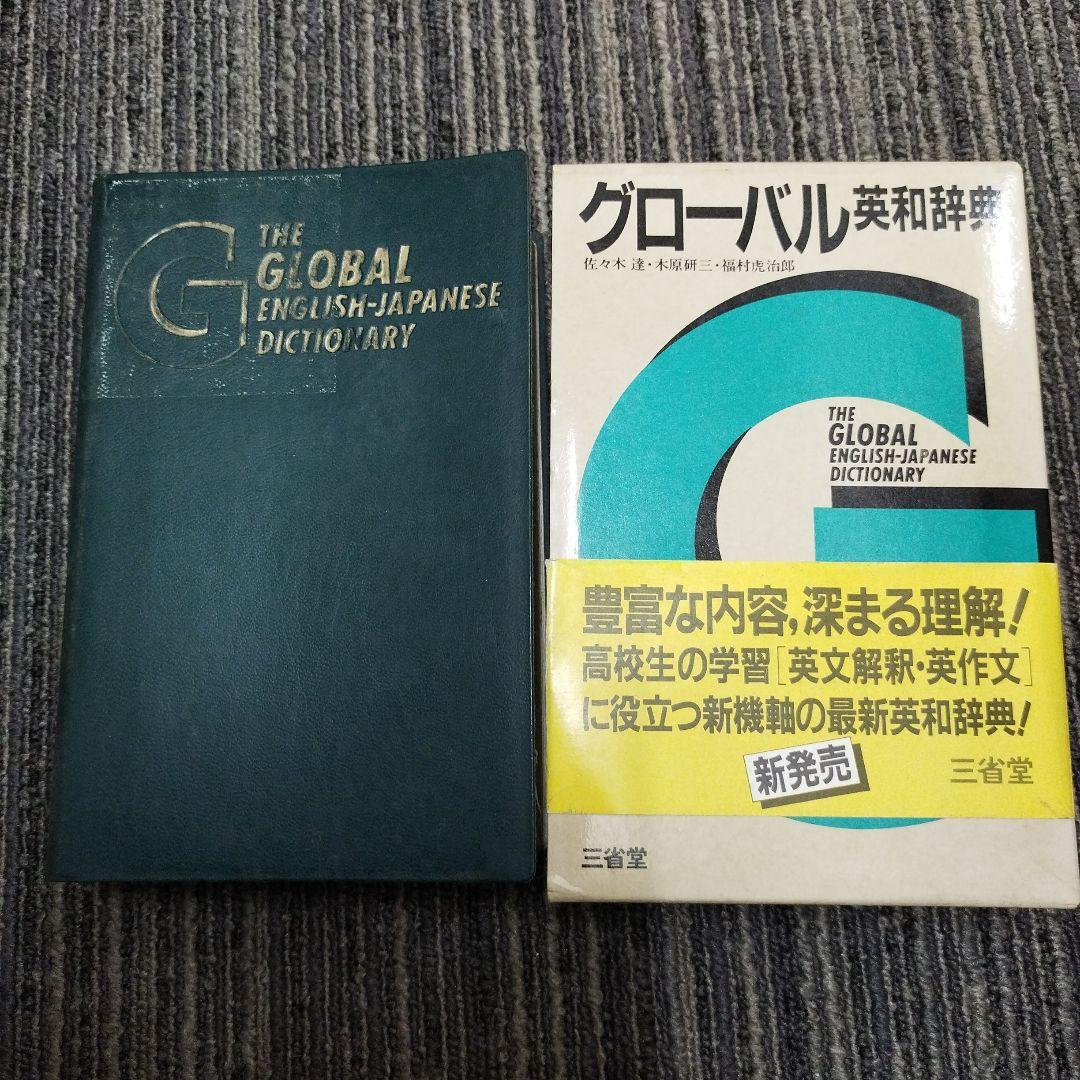 G
THE
GLOBAL
ENGLISH-JAPANESE
DICTIONARY
グローバル英和辞典
佐々木 達・木原研三・福村虎治郎
G
THE
GLOBAL
ENGLISH-JAPANESE
DICTIONARY
豊富な内容,深まる理解!
高校生の学習[英文解釈・英作文]
に役立つ新機軸の最新英和辞典!
新発売
三省堂
三省堂